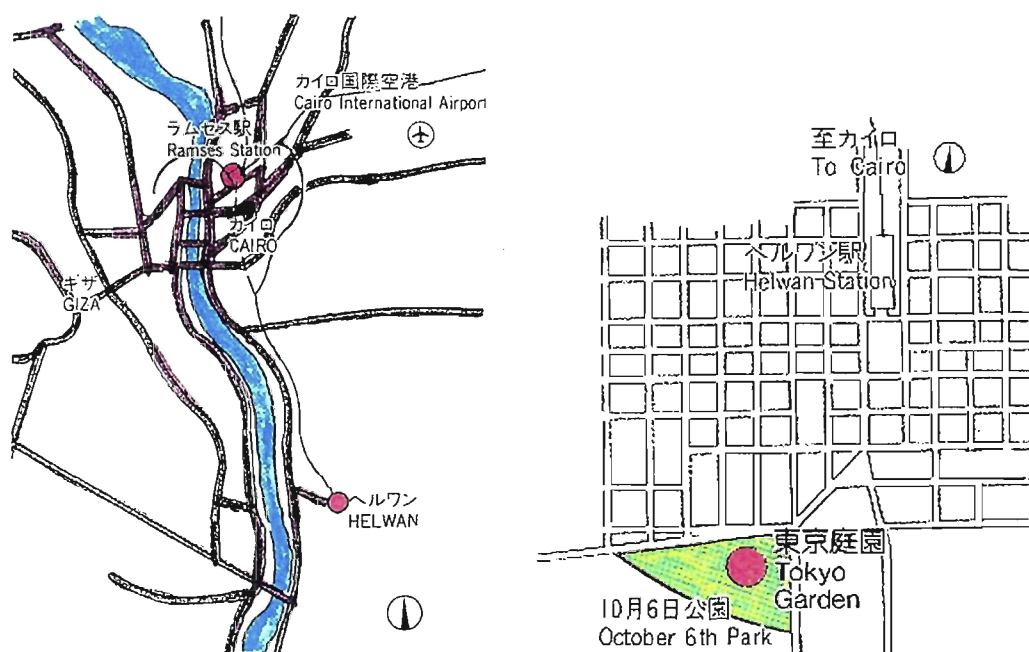 カイロ国際空港
Cairo International Airport
ラムセス駅
Ramses Station
カイロ
CAIRO
ギザ
GIZA
ヘルワン
HELWAN
至カイロ
To Cairo
ヘルワン駅
Helwan Station
東京庭園
Tokyo
Garden
10月6日公園
October 6th Park